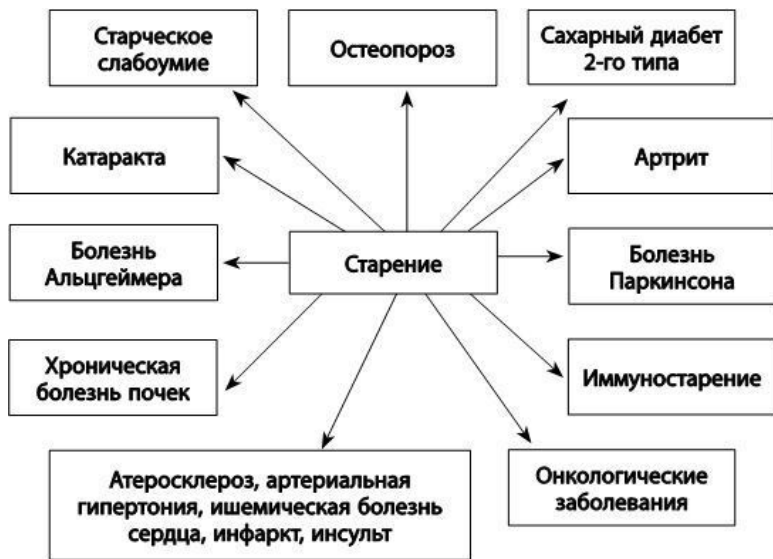 Старческое
слабоумие
Остеопороз
Сахарный диабет
2-го типа
Катаракта
Артрит
Болезнь
Альцгеймера
Старение
Болезнь
Паркинсона
Хроническая
болезнь почек
Иммуностарение
Атеросклероз, артериальная
гипертония, ишемическая болезнь
сердца, инфаркт, инсульт
Онкологические
заболевания